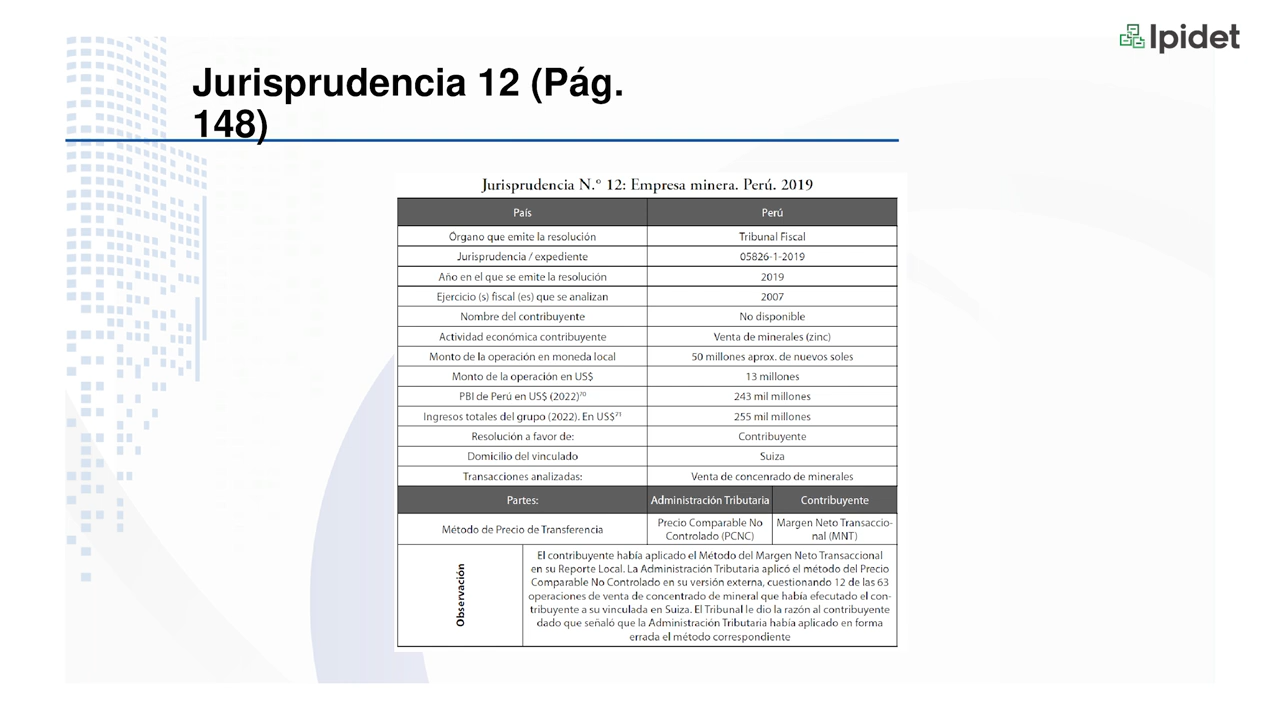 Ipidet
Jurisprudencia 12 (Pág.
148)
Jurisprudencia N.° 12: Empresa minera. Perú. 2019
País Perú
Órgano que emite la resolución Tribunal Fiscal
Jurisprudencia / expediente 05826-1-2019
Año en el que se emite la resolución 2019
Ejercicio (s) fiscal (es) que se analizan 2007
Nombre del contribuyente No disponible
Actividad económica contribuyente Venta de minerales (zinc)
Monto de la operación en moneda local 50 millones aprox. de nuevos soles
Monto de la operación en US$ 13 millones
PBI de Perú en US$ (2022)⁷⁰ 243 mil millones
Ingresos totales del grupo (2022). En US$⁷¹ 255 mil millones
Resolución a favor de: Contribuyente
Domicilio del vinculado Suiza
Transacciones analizadas: Venta de concenrado de minerales
Partes: Administración Tributaria Contribuyente
Método de Precio de Transferencia Precio Comparable No Controlado (PCNC) Margen Neto Transaccio-nal (MNT)
Observación
El contribuyente había aplicado el Método del Margen Neto Transaccional
en su Reporte Local. La Administración Tributaria aplicó el método del Precio
Comparable No Controlado en su versión externa, cuestionando 12 de las 63
operaciones de venta de concentrado de mineral que había efectuado el con-
tribuyente a su vinculada en Suiza. El Tribunal le dio la razón al contribuyente
dado que señaló que la Administración Tributaria había aplicado en forma
errada el método correspondiente